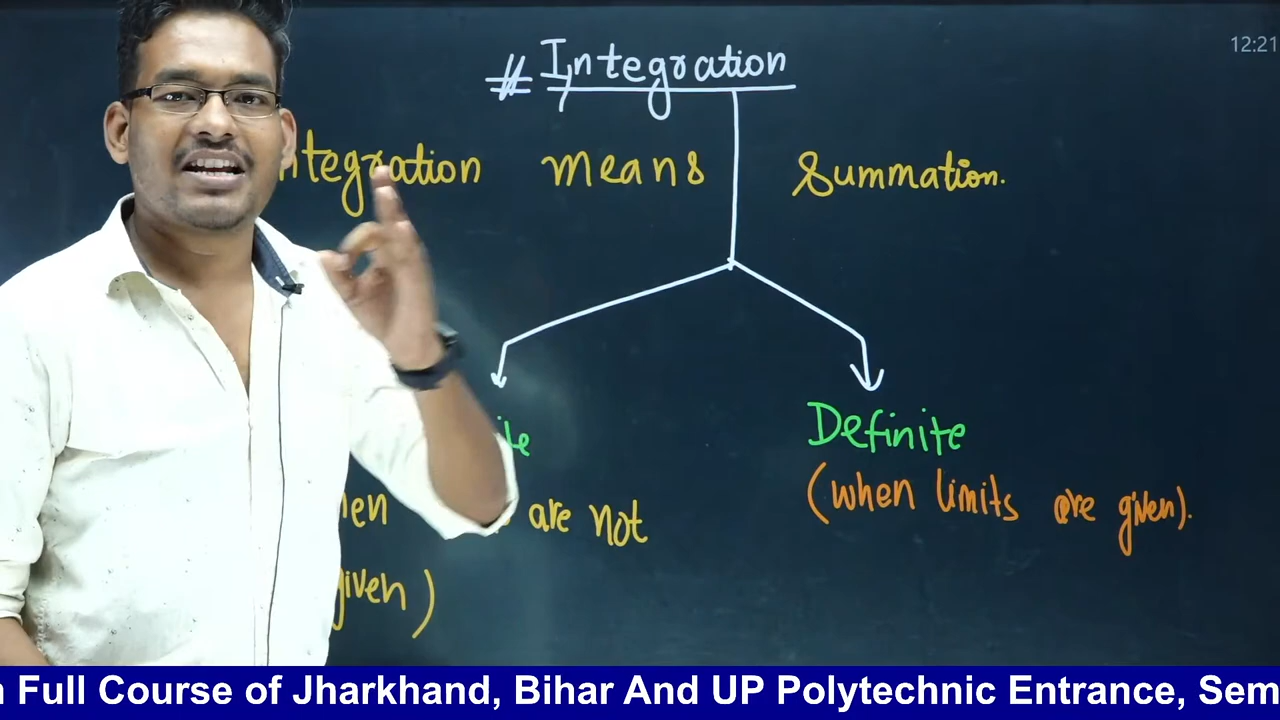 # Integration
12:21
ntegration means Summation.
ite
Definite
(when limits are given).
en are not
given)
n Full Course of Jharkhand, Bihar And UP Polytechnic Entrance, Sem